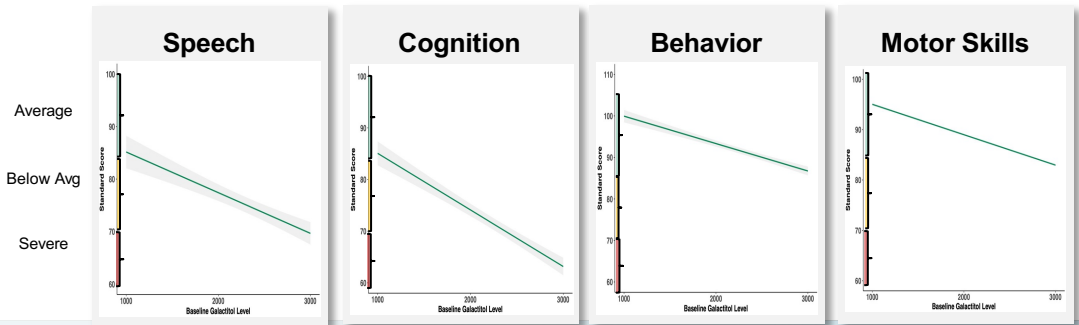 Speech
Cognition
Behavior
Motor Skills
Average
Below Avg
Severe
Standard Score
100
90
80
70
60
1000
2000
3000
Baseline Galactitol Level
Standard Score
100
90
80
70
60
1000
2000
3000
Baseline Galactitol Level
Standard Score
110
100
90
80
70
60
1000
2000
3000
Baseline Galactitol Level
Standard Score
100
90
80
70
60
1000
2000
3000
Baseline Galactitol Level